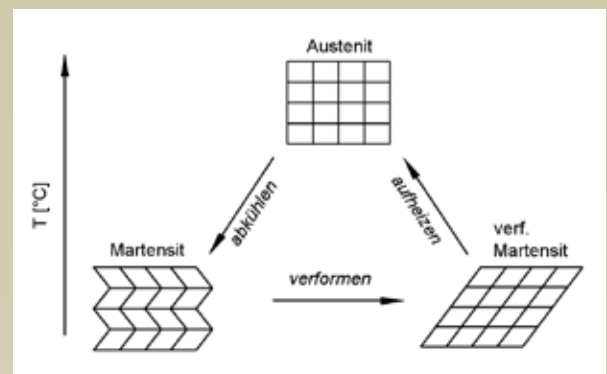 Austenit
T [°C]
abkühlen
aufheizen
Martensit
verformen
verf.
Martensit